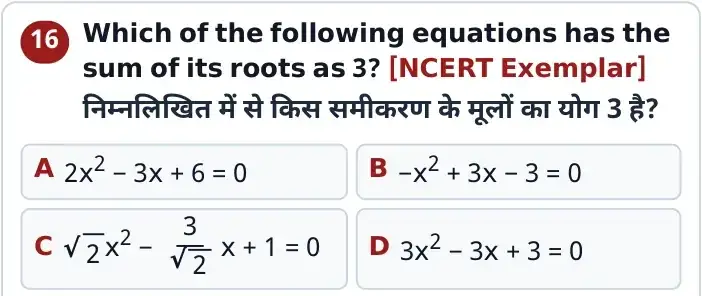 16 Which of the following equations has the
sum of its roots as 3? [NCERT Exemplar]
निम्नलिखित में से किस समीकरण के मूलों का योग 3 है?
A 2x² – 3x + 6 = 0
B –x² + 3x – 3 = 0
C √2x² – 3/√2 x + 1 = 0
D 3x² – 3x + 3 = 0